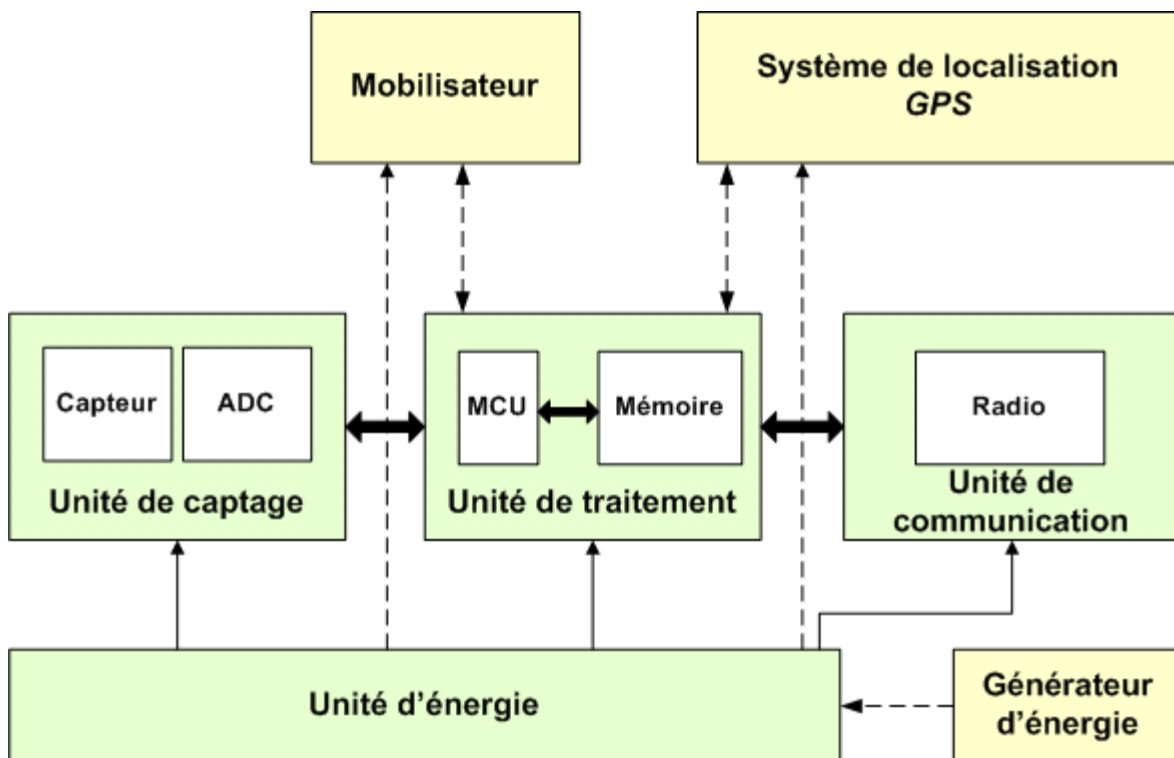 Mobilisateur
Système de localisation
GPS
Capteur
ADC
MCU
Mémoire
Radio
Unité de captage
Unité de traitement
Unité de
communication
Unité d’énergie
Générateur
d’énergie